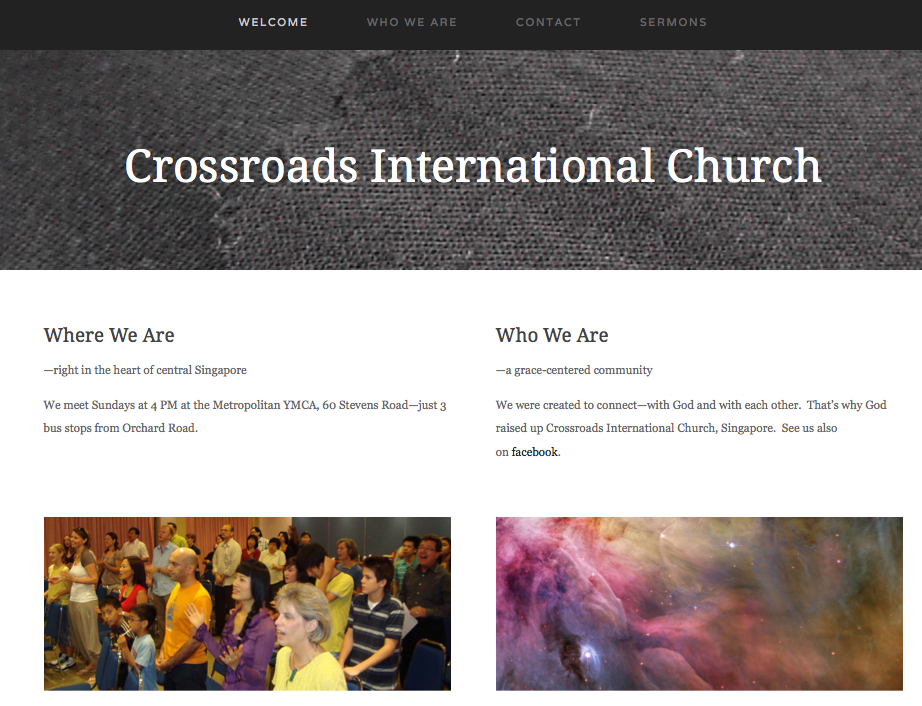 WELCOME
WHO WE ARE
CONTACT
SERMONS
Crossroads International Church
Where We Are
—right in the heart of central Singapore
We meet Sundays at 4 PM at the Metropolitan YMCA, 60 Stevens Road—just 3
bus stops from Orchard Road.
Who We Are
—a grace-centered community
We were created to connect—with God and with each other.  That's why God
raised up Crossroads International Church, Singapore.  See us also
on facebook.